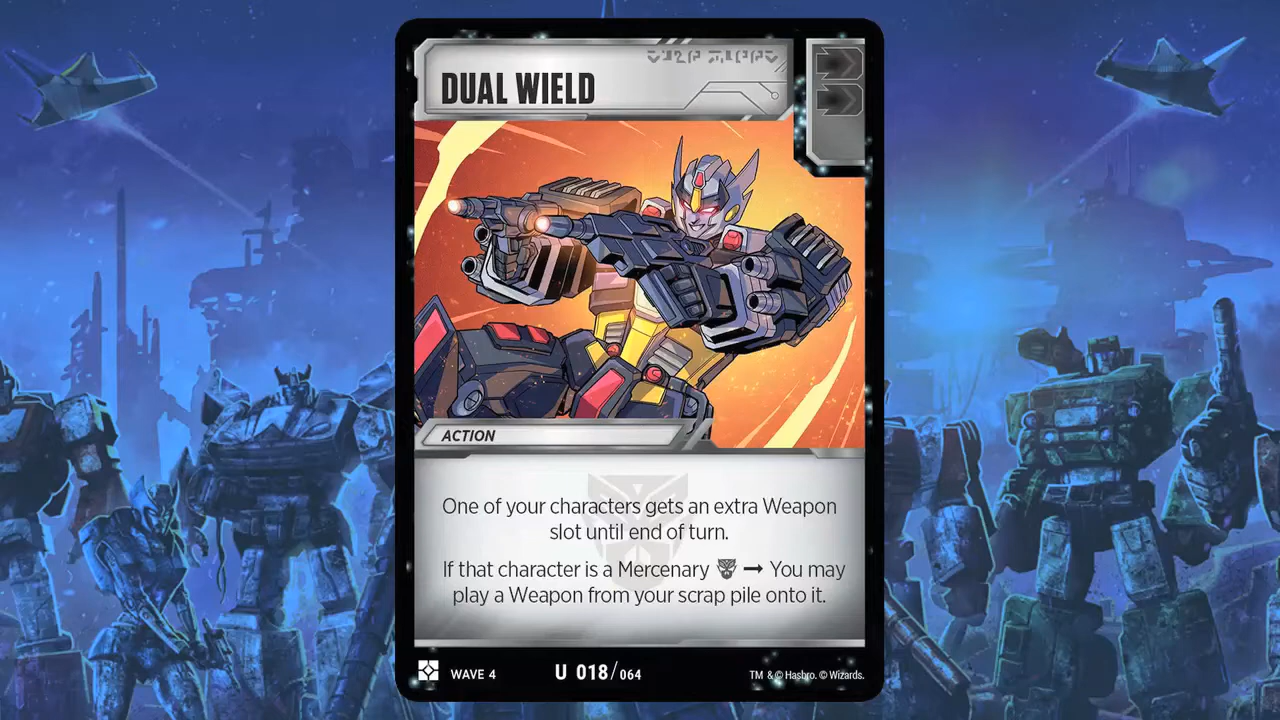 DUAL WIELD
ACTION
One of your characters gets an extra Weapon
slot until end of turn.
If that character is a Mercenary → You may
play a Weapon from your scrap pile onto it.
WAVE 4
U 018/064
TM & © Hasbro. © Wizards.